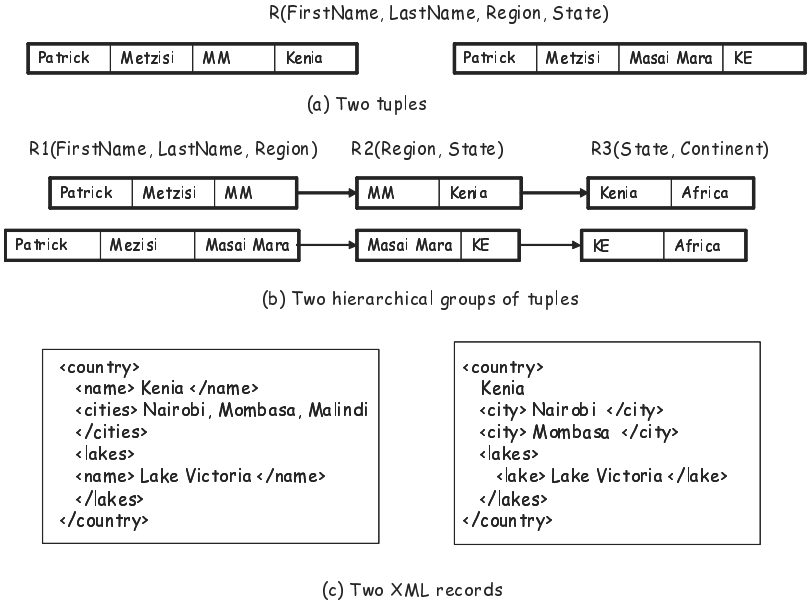 R(FirstName, LastName, Region, State)
Patrick Metzisi MM Kenia
Patrick Metzisi Masai Mara KE
(a) Two tuples
R1(FirstName, LastName, Region) R2(Region, State) R3(State, Continent)
Patrick Metzisi MM MM Kenia Kenia Africa
Patrick Mezisi Masai Mara Masai Mara KE KE Africa
(b) Two hierarchical groups of tuples
<country>
<name> Kenia </name>
<cities> Nairobi, Mombasa, Malindi
</cities>
<lakes>
<name> Lake Victoria </name>
</lakes>
</country>
<country>
Kenia
<city> Nairobi </city>
<city> Mombasa </city>
<lakes>
<lake> Lake Victoria </lake>
</lakes>
</country>
(c) Two XML records